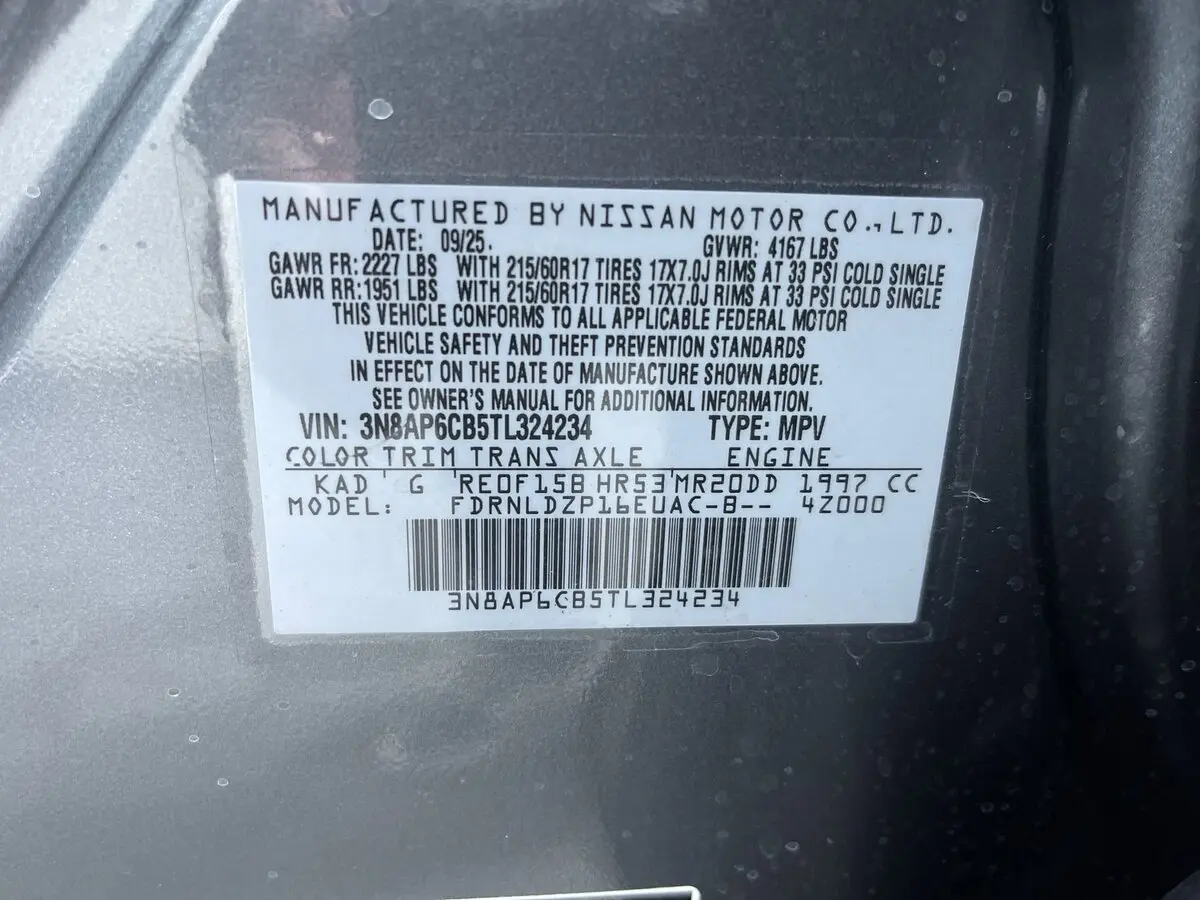 MANUFACTURED BY NISSAN MOTOR CO.,LTD.
DATE: 09/25. GVWR: 4167 LBS
GAWR FR: 2227 LBS WITH 215/60R17 TIRES 17X7.0J RIMS AT 33 PSI COLD SINGLE
GAWR RR: 1951 LBS WITH 215/60R17 TIRES 17X7.0J RIMS AT 33 PSI COLD SINGLE
THIS VEHICLE CONFORMS TO ALL APPLICABLE FEDERAL MOTOR
VEHICLE SAFETY AND THEFT PREVENTION STANDARDS
IN EFFECT ON THE DATE OF MANUFACTURE SHOWN ABOVE.
SEE OWNER'S MANUAL FOR ADDITIONAL INFORMATION.
VIN: 3N8AP6CB5TL324234 TYPE: MPV
COLOR TRIM TRANS AXLE ENGINE
KAD G RE0F15B HR53 MR20DD 1997 CC
MODEL: FDRNLDZP16EUAC-B-- 4Z000
3N8AP6CB5TL324234